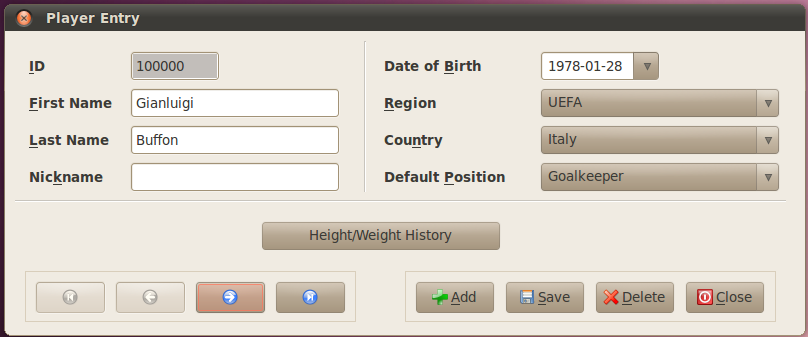 Player Entry
ID 100000
First Name Gianluigi
Last Name Buffon
Nickname
Date of Birth 1978-01-28
Region UEFA
Country Italy
Default Position Goalkeeper
Height/Weight History
Add Save Delete Close